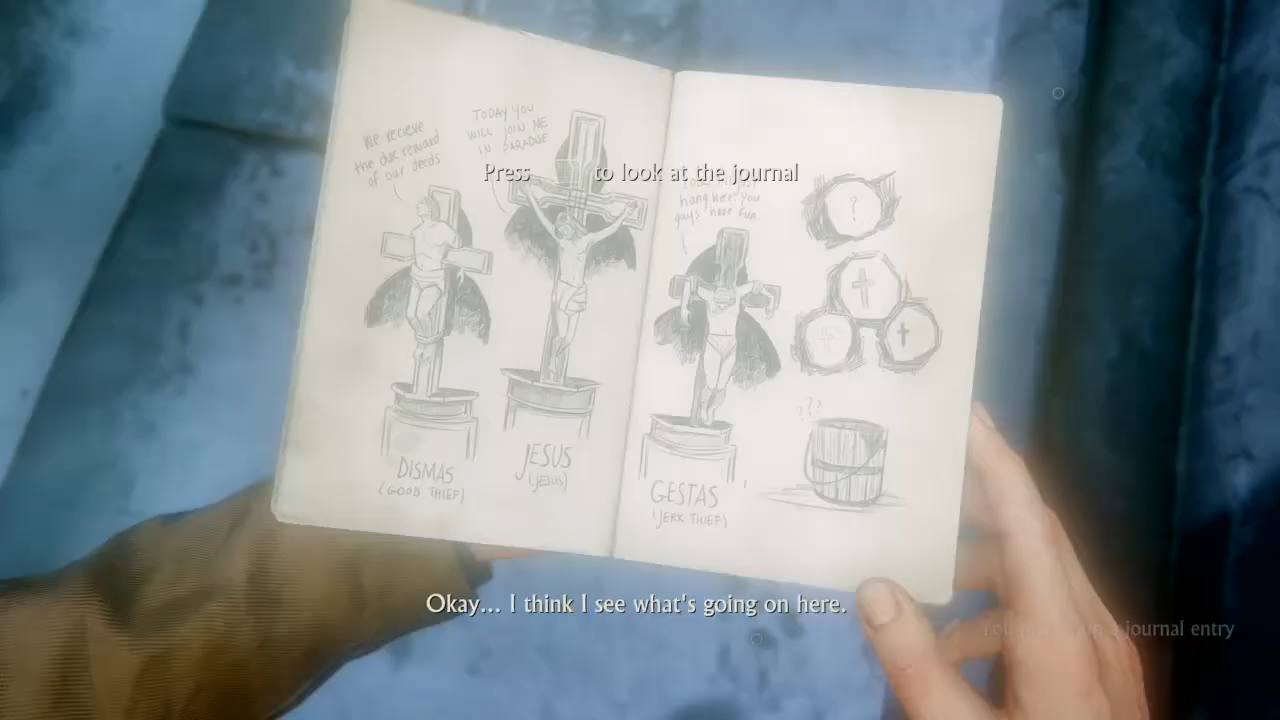 We recieve
the due reward
of our deeds
TODAY YOU
WILL JOIN ME
IN PARADISE
Press to look at the journal
hang here. You
guys have fun.
?
DISMAS
(GOOD THIEF)
JESUS
(JESUS)
GESTAS
(JERK THIEF)
???
Okay... I think I see what's going on here.
a journal entry